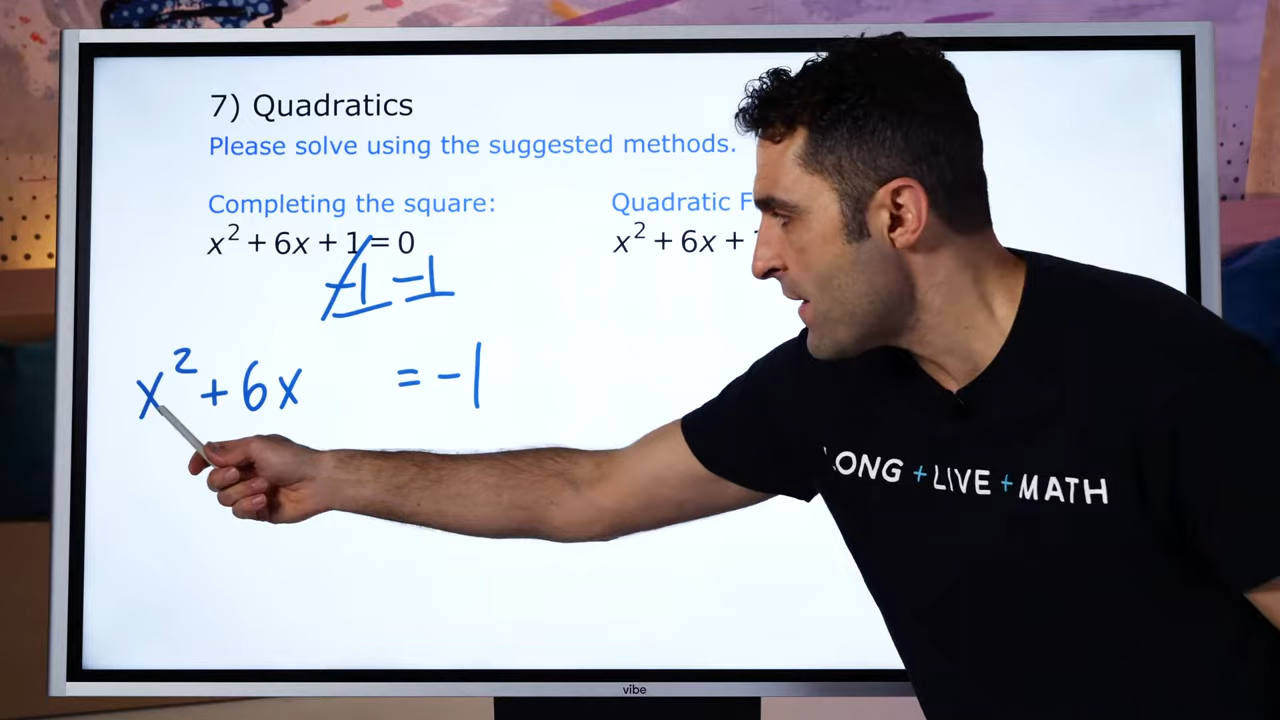 7) Quadratics
Please solve using the suggested methods.
Completing the square:
x² + 6x + 1 = 0
-1 -1
x² + 6x = -1
Quadratic F
x² + 6x +
LONG + LIVE + MATH
vibe